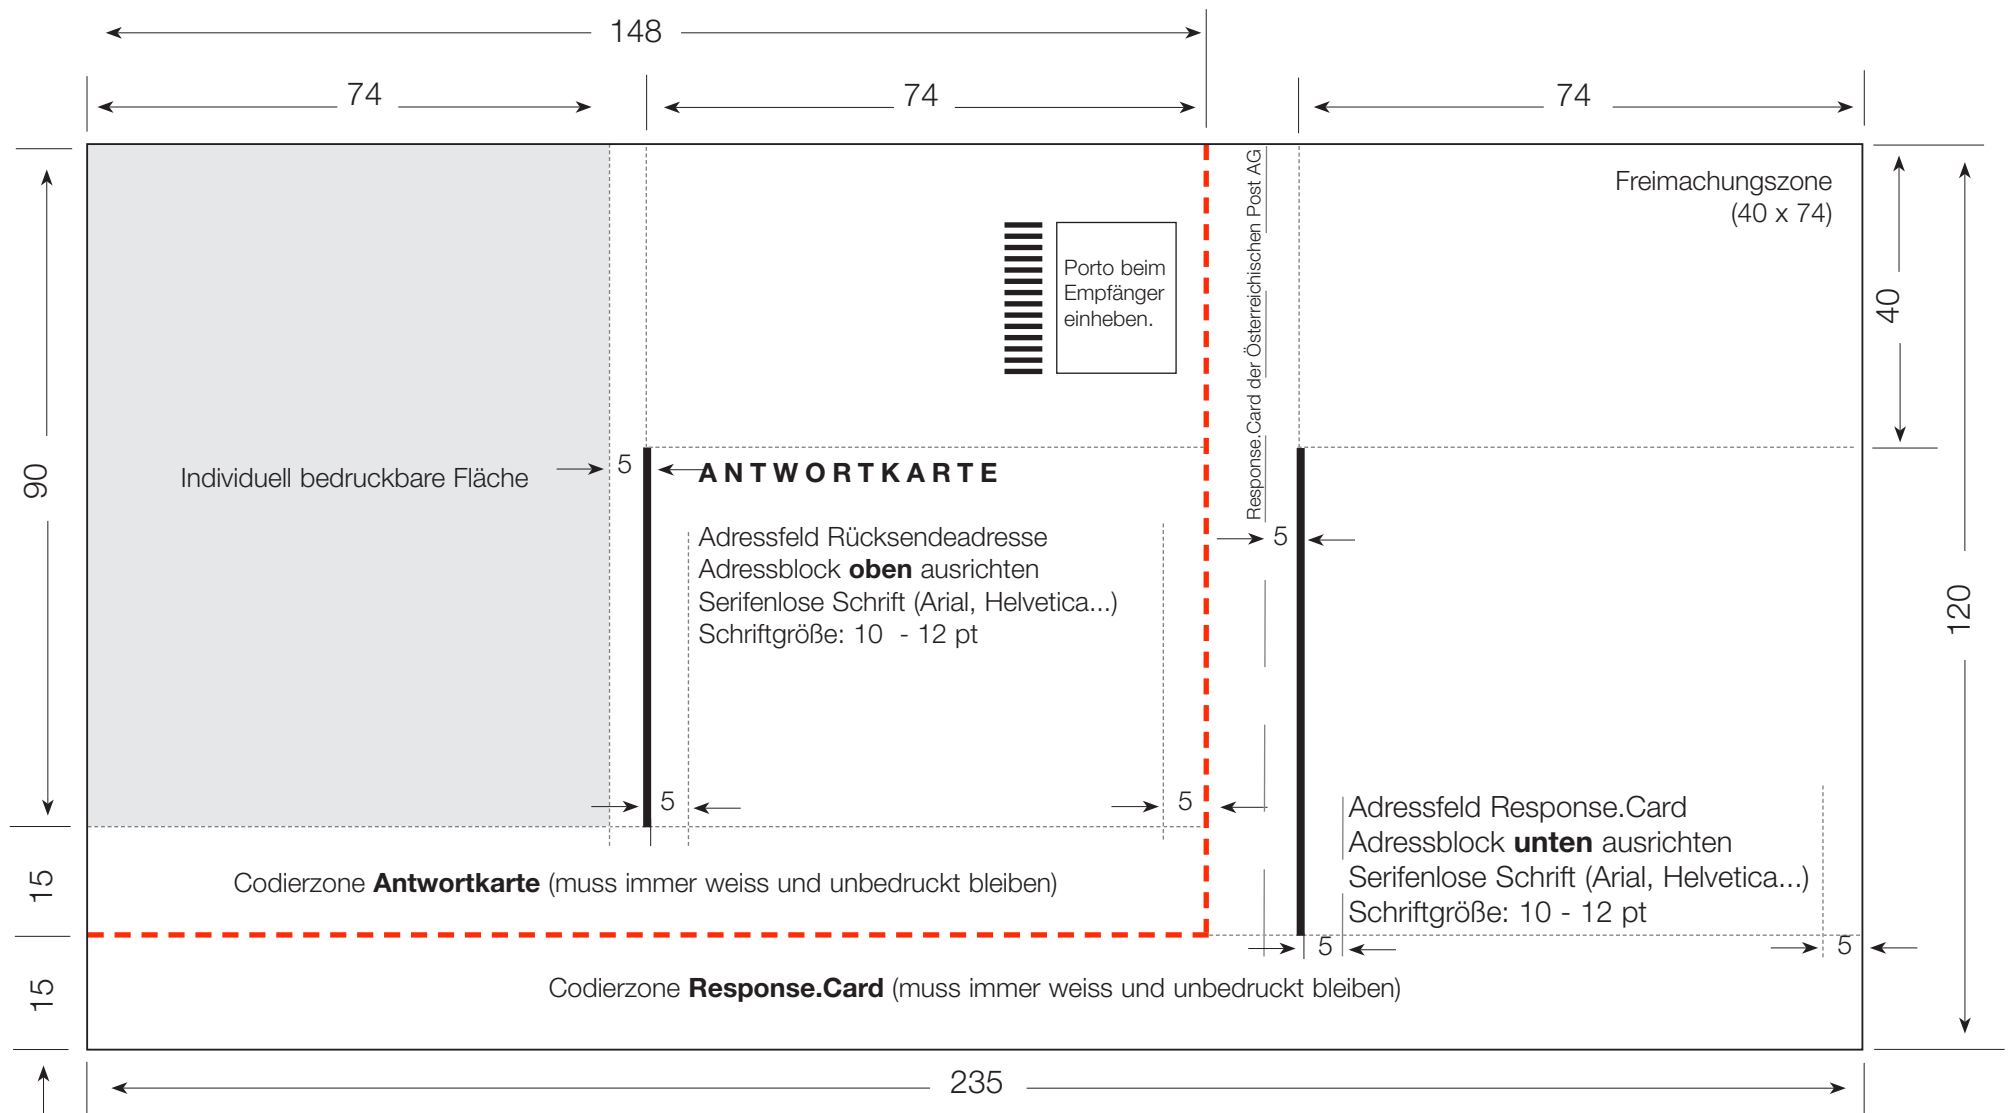 148
74
74
74
Freimachungszone
(40 x 74)
Response.Card der Österreichischen Post AG
Porto beim
Empfänger
einheben.
40
90
Individuell bedruckbare Fläche
5
ANTWORTKARTE
Adressfeld Rücksendeadresse
Adressblock oben ausrichten
Serifenlose Schrift (Arial, Helvetica...)
Schriftgröße: 10 - 12 pt
5
120
5
5
Adressfeld Response.Card
Adressblock unten ausrichten
Serifenlose Schrift (Arial, Helvetica...)
Schriftgröße: 10 - 12 pt
15
Codierzone Antwortkarte (muss immer weiss und unbedruckt bleiben)
5
5
15
Codierzone Response.Card (muss immer weiss und unbedruckt bleiben)
235